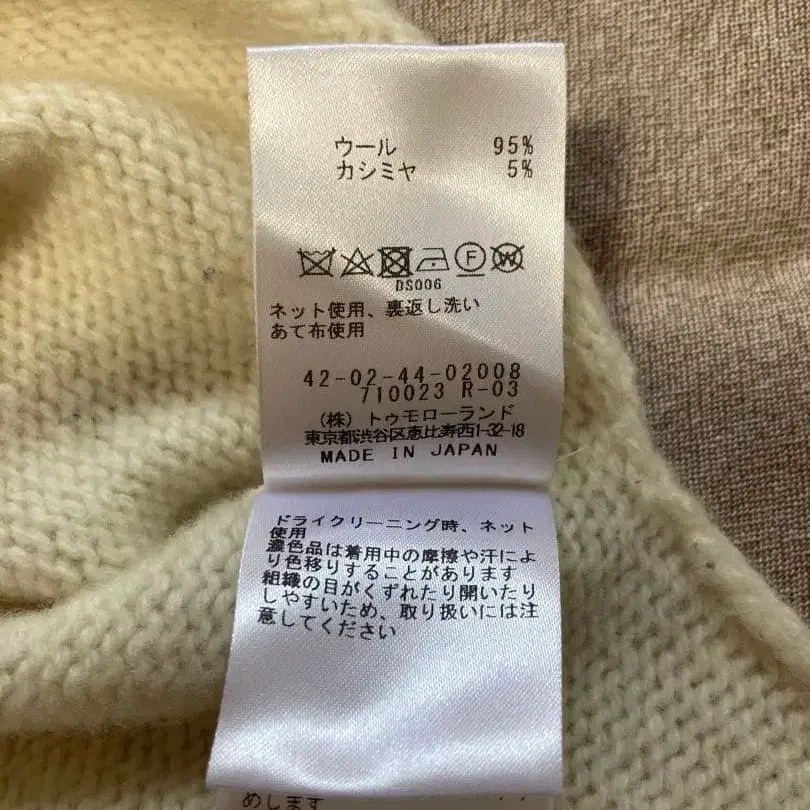 ウール 95%
カシミヤ 5%
F W
DS006
ネット使用、裏返し洗い
あて布使用
42-02-44-02008
710023 R-03
(株) トゥモローランド
東京都渋谷区恵比寿西1-32-18
MADE IN JAPAN
ドライクリーニング時、ネット
使用
濃色品は着用中の摩擦や汗によ
り色移りすることがあります
組織の目がくずれたり開いたり
しやすいため、取り扱いには注
意してください
めします